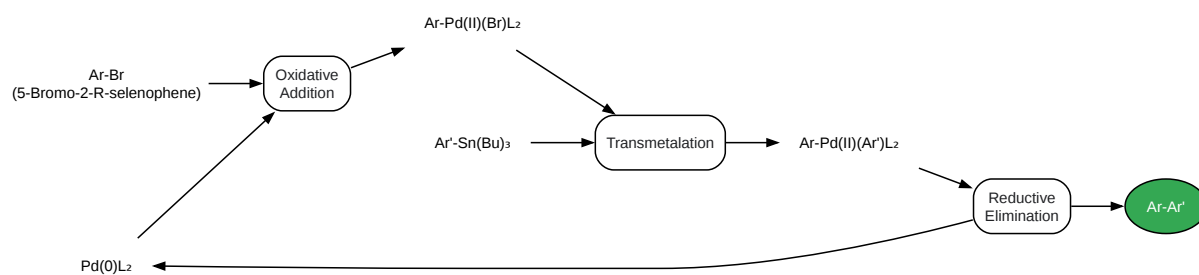 Ar-Pd(II)(Br)L₂
Ar-Br
(5-Bromo-2-R-selenophene)
Oxidative
Addition
Ar'-Sn(Bu)₃
Transmetalation
Ar-Pd(II)(Ar')L₂
Reductive
Elimination
Ar-Ar'
Pd(0)L₂